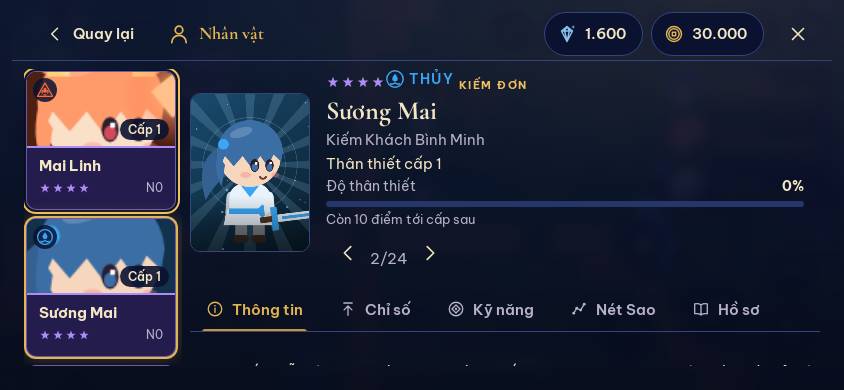 Quay lại
Nhân vật
1.600
30.000
Cấp 1
Mai Linh
N0
Cấp 1
Sương Mai
N0
THỦY KIẾM ĐƠN
Sương Mai
Kiếm Khách Bình Minh
Thân thiết cấp 1
Độ thân thiết 0%
Còn 10 điểm tới cấp sau
2/24
Thông tin Chỉ số Kỹ năng Nét Sao Hồ sơ